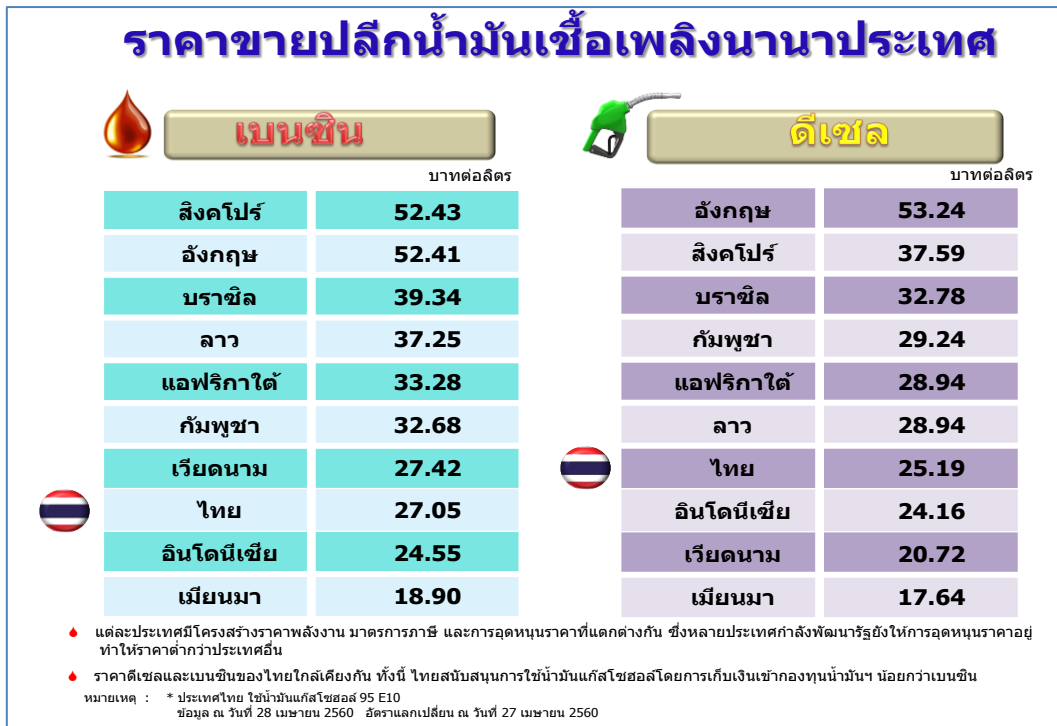 ราคาขายปลีกน้ำมันเชื้อเพลิงนานาประเทศ
เบนซิน
บาทต่อลิตร
สิงคโปร์ 52.43
อังกฤษ 52.41
บราซิล 39.34
ลาว 37.25
แอฟริกาใต้ 33.28
กัมพูชา 32.68
เวียดนาม 27.42
ไทย 27.05
อินโดนีเซีย 24.55
เมียนมา 18.90
ดีเซล
บาทต่อลิตร
อังกฤษ 53.24
สิงคโปร์ 37.59
บราซิล 32.78
กัมพูชา 29.24
แอฟริกาใต้ 28.94
ลาว 28.94
ไทย 25.19
อินโดนีเซีย 24.16
เวียดนาม 20.72
เมียนมา 17.64
แต่ละประเทศมีโครงสร้างราคาพลังงาน มาตรการภาษี และการอุดหนุนราคาที่แตกต่างกัน ซึ่งหลายประเทศกำลังพัฒนารัฐยังให้การอุดหนุนราคาอยู่
ทำให้ราคาต่ำกว่าประเทศอื่น
ราคาดีเซลและเบนซินของไทยใกล้เคียงกัน ทั้งนี้ ไทยสนับสนุนการใช้น้ำมันแก๊สโซฮอล์โดยการเก็บเงินเข้ากองทุนน้ำมันฯ น้อยกว่าเบนซิน
หมายเหตุ : * ประเทศไทย ใช้น้ำมันแก๊สโซฮอล์ 95 E10
ข้อมูล ณ วันที่ 28 เมษายน 2560 อัตราแลกเปลี่ยน ณ วันที่ 27 เมษายน 2560